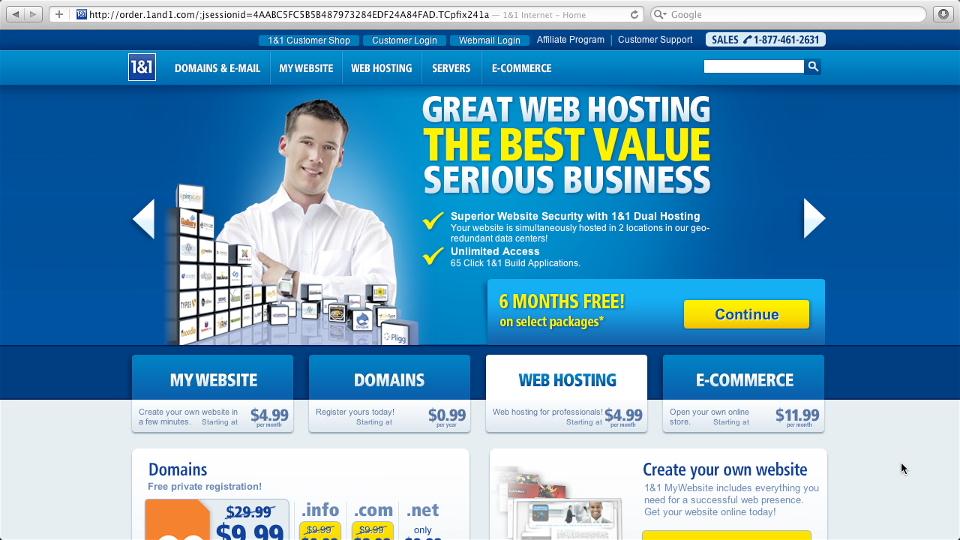 http://order.1and1.com/;jsessionid=4AABC5FC5B5B487973284EDF24A84FAD.TCpfix241a — 1&1 Internet – Home
Google
1&1 Customer Shop
Customer Login
Webmail Login
Affiliate Program
Customer Support
SALES 1-877-461-2631
1&1
DOMAINS & E-MAIL
MY WEBSITE
WEB HOSTING
SERVERS
E-COMMERCE
GREAT WEB HOSTING
THE BEST VALUE
SERIOUS BUSINESS
Superior Website Security with 1&1 Dual Hosting
Your website is simultaneously hosted in 2 locations in our geo-
redundant data centers!
Unlimited Access
65 Click 1&1 Build Applications.
6 MONTHS FREE!
on select packages*
Continue
Pligg
MY WEBSITE
Create your own website in
a few minutes.
Starting at
$4.99
per month
DOMAINS
Register yours today!
Starting at
$0.99
per year
WEB HOSTING
Web hosting for professionals!
Starting at
$4.99
per month
E-COMMERCE
Open your own online
store.
Starting at
$11.99
per month
Domains
Free private registration!
$29.99
$9.99
.info
$9.99
.com
$9.99
.net
only
Create your own website
1&1 MyWebsite includes everything you
need for a successful web presence.
Get your website online today!